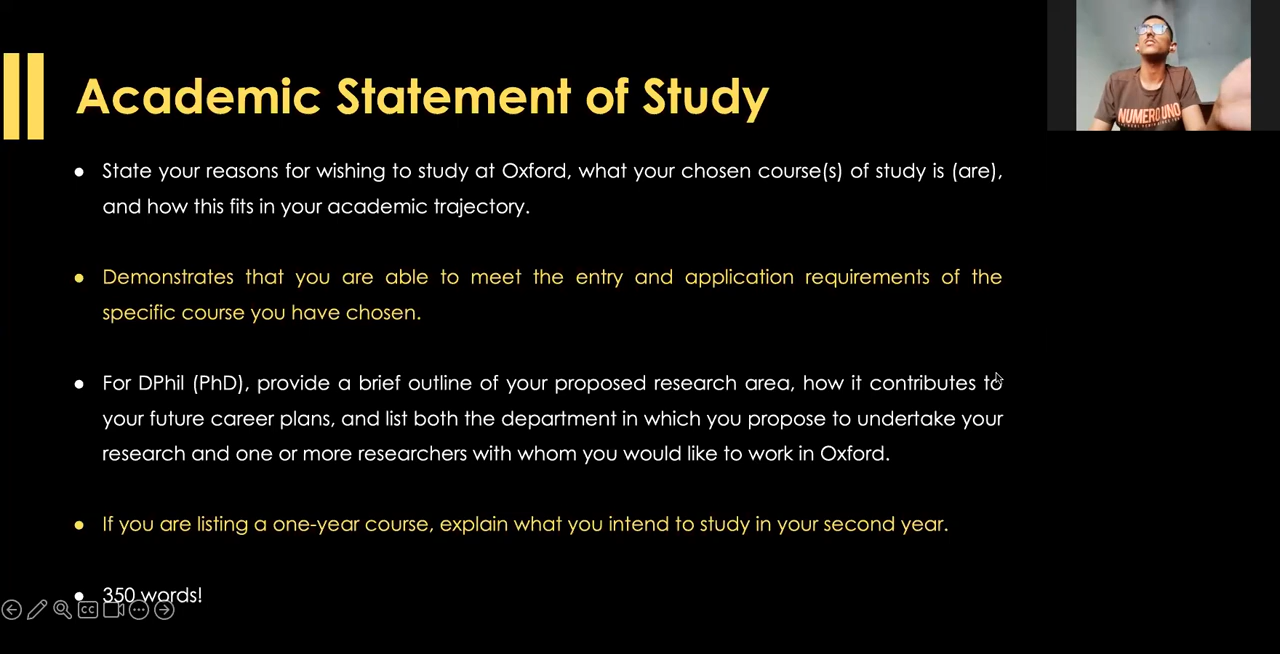 Academic Statement of Study
● State your reasons for wishing to study at Oxford, what your chosen course(s) of study is (are),
and how this fits in your academic trajectory.
● Demonstrates that you are able to meet the entry and application requirements of the
specific course you have chosen.
● For DPhil (PhD), provide a brief outline of your proposed research area, how it contributes to
your future career plans, and list both the department in which you propose to undertake your
research and one or more researchers with whom you would like to work in Oxford.
● If you are listing a one-year course, explain what you intend to study in your second year.
● 350 words!
CC
NUMERO UNO